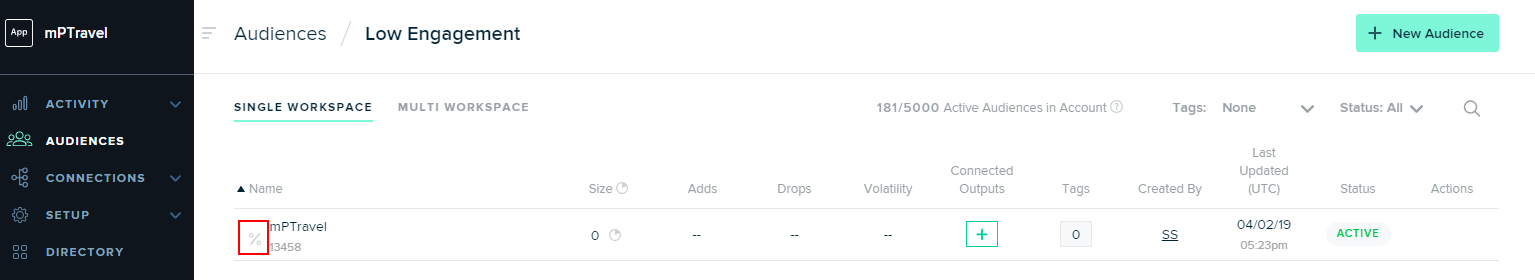 App mPTravel
Audiences / Low Engagement
+ New Audience
ACTIVITY
AUDIENCES
CONNECTIONS
SETUP
DIRECTORY
SINGLE WORKSPACE MULTI WORKSPACE 181/5000 Active Audiences in Account ? Tags: None Status: All
Name Size Adds Drops Volatility Connected Outputs Tags Created By Last Updated (UTC) Status Actions
% mPTravel 0 -- -- -- + 0 SS 04/02/19 ACTIVE
13458 05:23pm